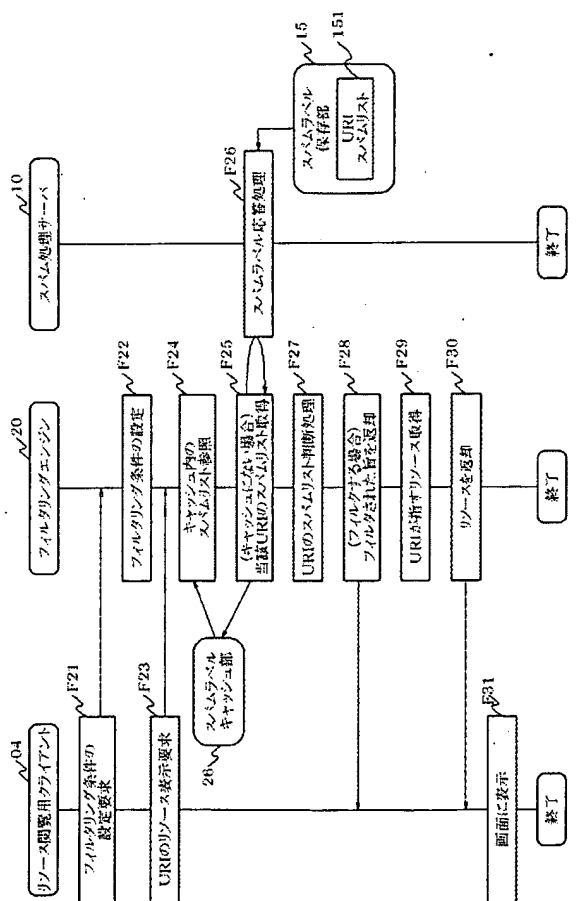 リソース閲覧用クライアント
04
フィルタリング条件の
設定要求
F21
URIのリソース表示要求
F23
スパムラベル
キャッシュ部
26
画面に表示
F31
終了
フィルタリングエンジン
20
フィルタリング条件の設定
F22
キャッシュ内の
スパムリスト参照
F24
(キャッシュにない場合)
当該URIのスパムリスト取得
F25
URIのスパムリスト判断処理
F27
(フィルタする場合)
フィルタされた旨を返却
F28
URIが指すリソース取得
F29
リソースを返却
F30
終了
スパム処理サーバ
10
スパムラベル応答処理
F26
スパムラベル
保存部
15
URI
スパムリスト
151
終了